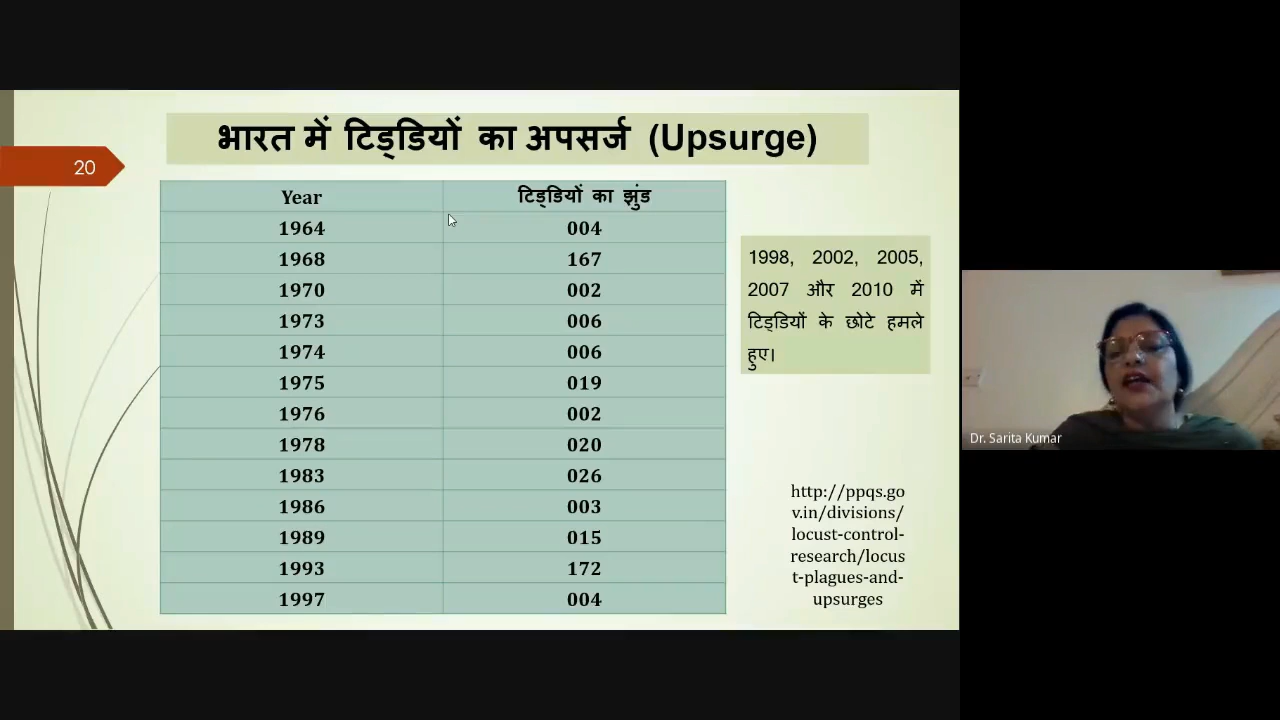 भारत में टिड्डियों का अपसर्ज (Upsurge)
20
Year टिड्डियों का झुंड
1964 004
1968 167
1970 002
1973 006
1974 006
1975 019
1976 002
1978 020
1983 026
1986 003
1989 015
1993 172
1997 004
1998, 2002, 2005,
2007 और 2010 में
टिड्डियों के छोटे हमले
हुए।
http://ppqs.go
v.in/divisions/
locust-control-
research/locus
t-plagues-and-
upsurges
Dr. Sarita Kumar